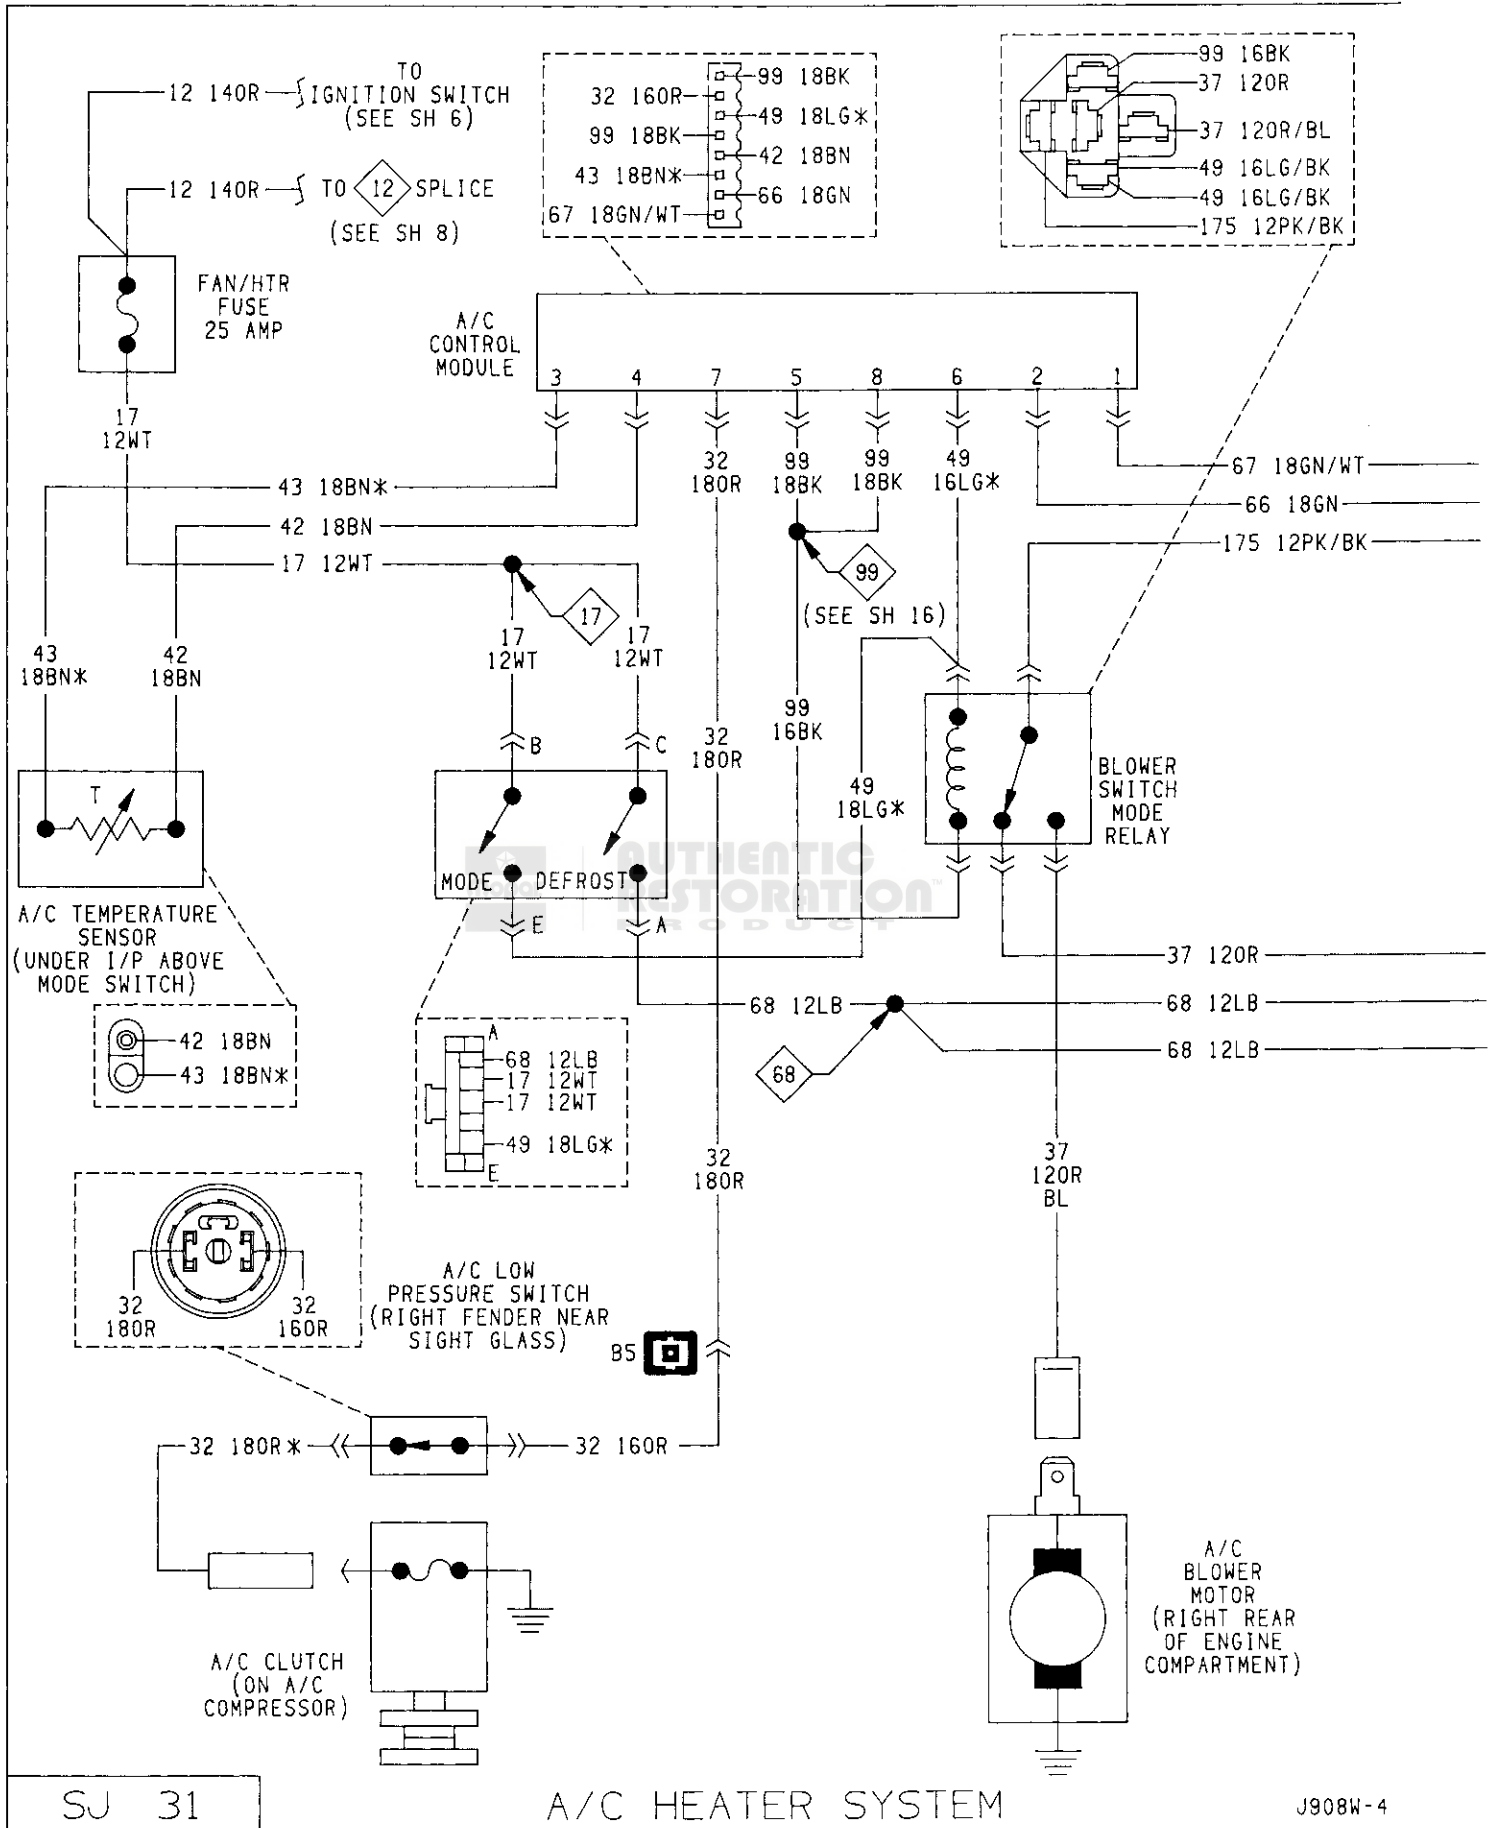 12 14OR
TO
IGNITION SWITCH
(SEE SH 6)
12 14OR
TO 12 SPLICE
(SEE SH 8)
FAN/HTR
FUSE
25 AMP
17
12WT
99 18BK
32 16OR
49 18LG*
99 18BK
42 18BN
43 18BN*
66 18GN
67 18GN/WT
99 16BK
37 12OR
37 12OR/BL
49 16LG/BK
49 16LG/BK
175 12PK/BK
A/C
CONTROL
MODULE
3 4 7 5 8 6 2 1
32
18OR
99
18BK
99
18BK
49
16LG*
67 18GN/WT
66 18GN
175 12PK/BK
43 18BN*
42 18BN
17 12WT
17
99
(SEE SH 16)
43
18BN*
42
18BN
17
12WT
17
12WT
32
18OR
99
16BK
49
18LG*
B
C
T
MODE
DEFROST
E
A
BLOWER
SWITCH
MODE
RELAY
AUTHENTIC
RESTORATION™
PRODUCT
A/C TEMPERATURE
SENSOR
(UNDER I/P ABOVE
MODE SWITCH)
42 18BN
43 18BN*
A
68 12LB
17 12WT
17 12WT
49 18LG*
E
68 12LB
68
37 12OR
68 12LB
68 12LB
32
18OR
37
12OR
BL
32
18OR
32
16OR
A/C LOW
PRESSURE SWITCH
(RIGHT FENDER NEAR
SIGHT GLASS)
B5
32 18OR*
32 16OR
A/C CLUTCH
(ON A/C
COMPRESSOR)
A/C
BLOWER
MOTOR
(RIGHT REAR
OF ENGINE
COMPARTMENT)
SJ 31
A/C HEATER SYSTEM
J908W-4